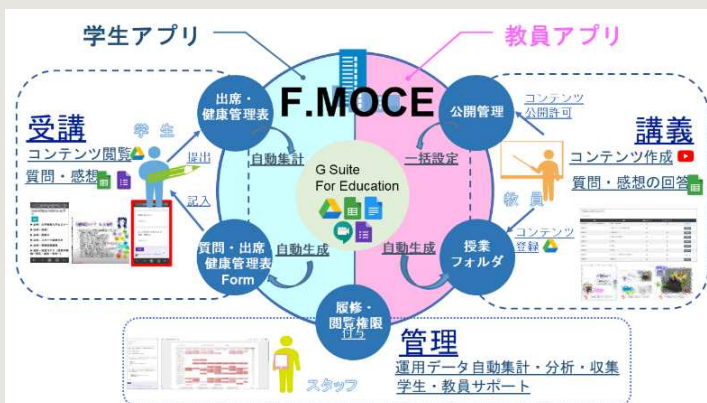 学生アプリ
教員アプリ
F.MOCE
出席・
健康管理表
公開管理
コンテンツ
公開許可
受講
学生
講義
コンテンツ閲覧
提出
自動集計
一括設定
コンテンツ作成
質問・感想
G Suite
For Education
質問・感想の回答
記入
教員
自動生成
自動生成
コンテンツ
登録
質問・出席
健康管理表
Form
授業
フォルダ
履修・
閲覧権限
付与
管理
運用データ自動集計・分析・収集
学生・教員サポート
スタッフ